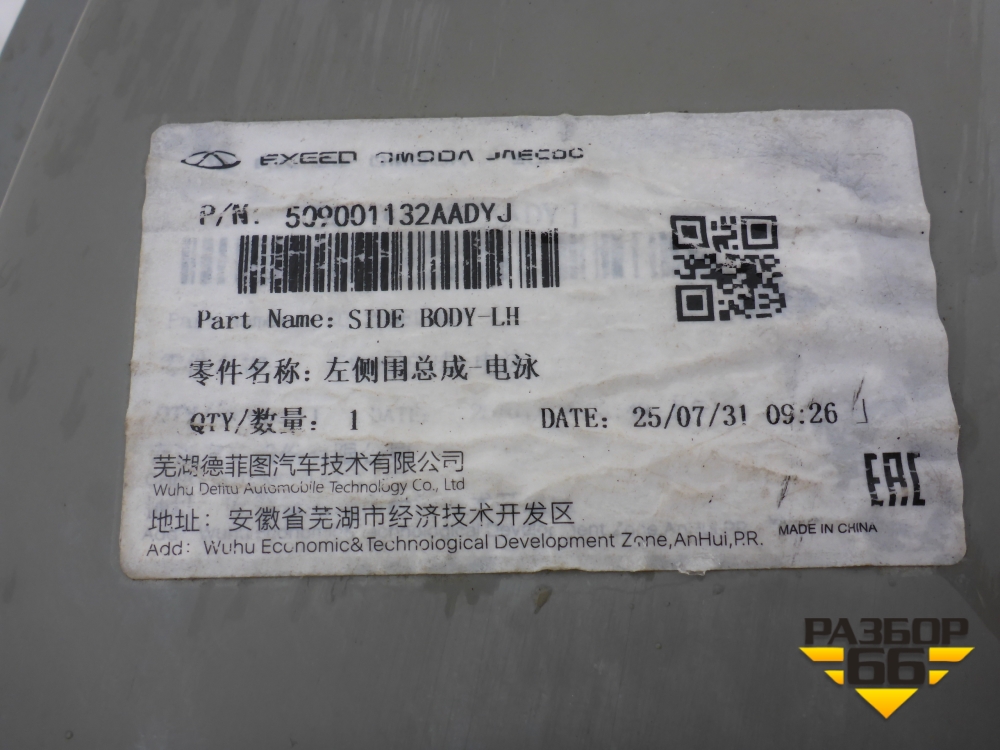 EXEED OMODA JAECOO
P/N: 509001132AADYJ
Part Name: SIDE BODY-LH
零件名称: 左侧围总成-电泳
QTY/数量: 1 DATE: 25/07/31 09:26
芜湖德菲图汽车技术有限公司
Wuhu Defitu Automobile Technology Co., Ltd
地址: 安徽省芜湖市经济技术开发区
Add: Wuhu Economic&Technological Development Zone,AnHui,P.R.
EAC
MADE IN CHINA
РАЗБОР
66